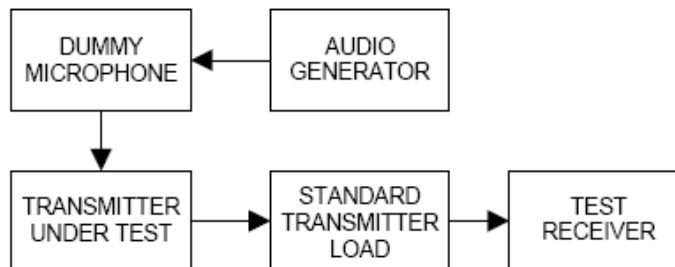 DUMMY
MICROPHONE
AUDIO
GENERATOR
TRANSMITTER
UNDER TEST
STANDARD
TRANSMITTER
LOAD
TEST
RECEIVER